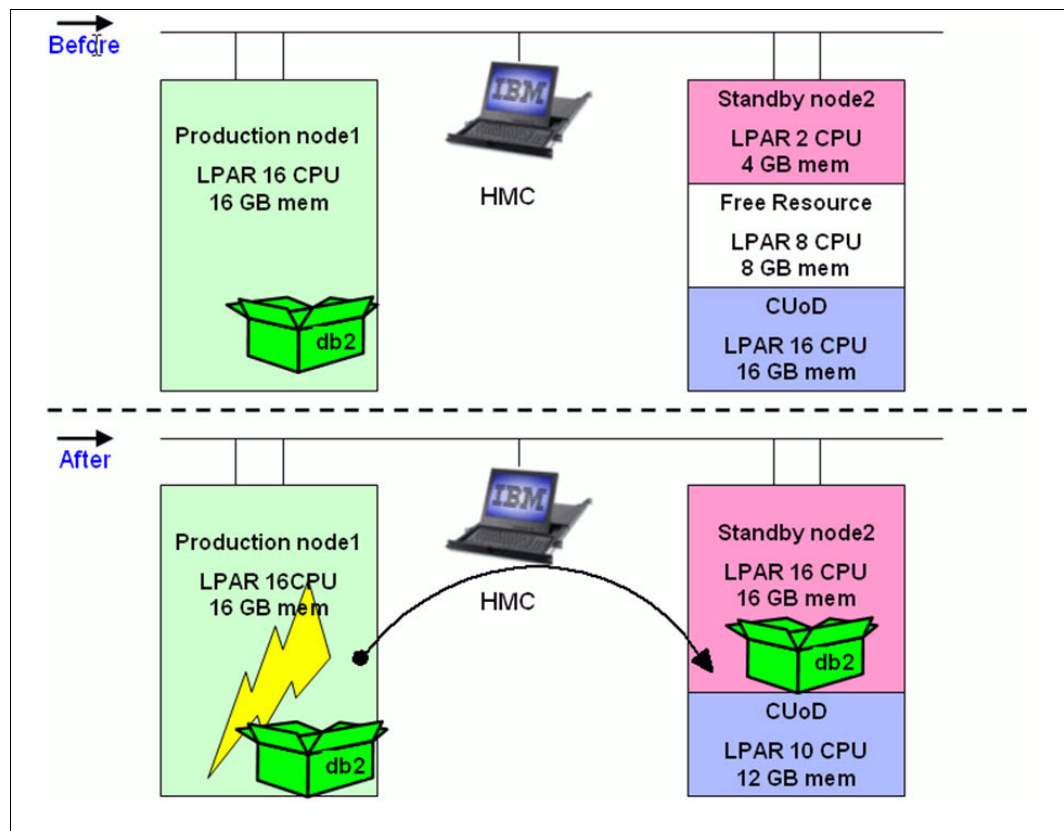 Before
Production node1
LPAR 16 CPU
16 GB mem
db2
IBM
HMC
Standby node2
LPAR 2 CPU
4 GB mem
Free Resource
LPAR 8 CPU
8 GB mem
CUoD
LPAR 16 CPU
16 GB mem
After
Production node1
LPAR 16CPU
16 GB mem
db2
IBM
HMC
Standby node2
LPAR 16 CPU
16 GB mem
db2
CUoD
LPAR 10 CPU
12 GB mem